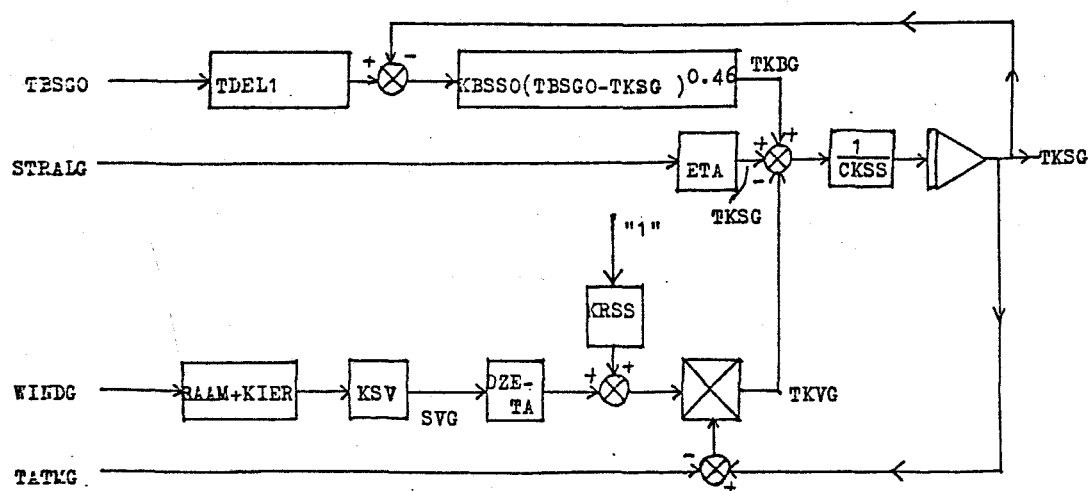 TKBG
TBSGO
TDEL1
KBSSO(TBSGO-TKSG )^0.46
+
-
+
+
-
STRALG
ETA
1
CKSS
TKSG
TKSG
"1"
KRSS
+
+
WINDG
RAAM+KIER
KSV
SVG
DZE-
TA
TKVG
TATKG
-
+